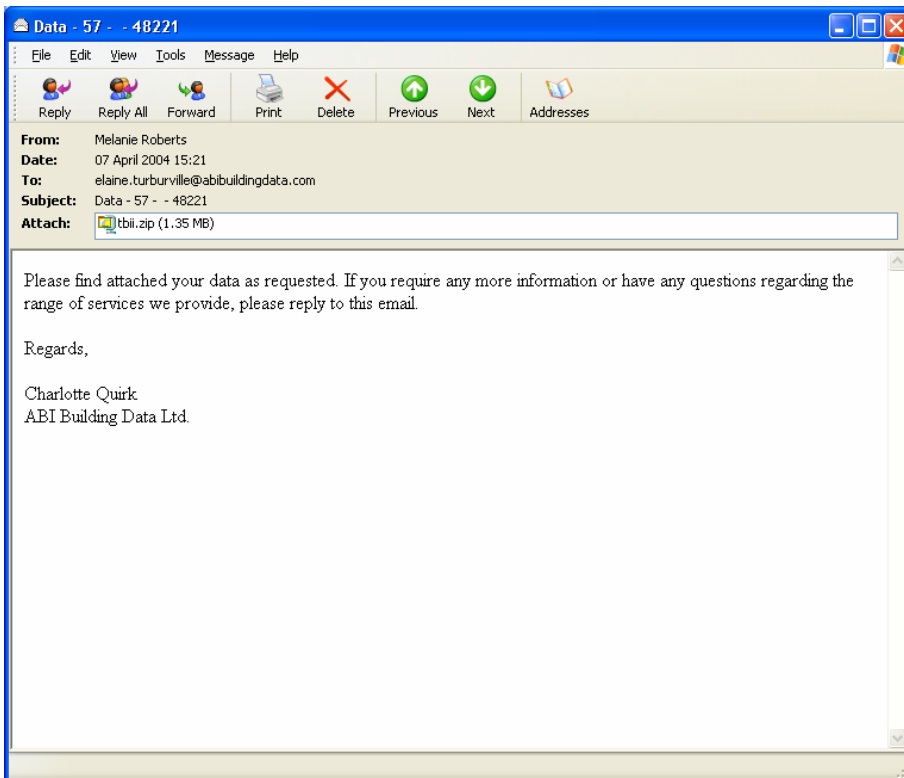 Data - 57 - - 48221
File Edit View Tools Message Help
Reply Reply All Forward Print Delete Previous Next Addresses
From: Melanie Roberts
Date: 07 April 2004 15:21
To: elaine.turburville@abibuildingdata.com
Subject: Data - 57 - - 48221
Attach: tbii.zip (1.35 MB)
Please find attached your data as requested. If you require any more information or have any questions regarding the
range of services we provide, please reply to this email.
Regards,
Charlotte Quirk
ABI Building Data Ltd.